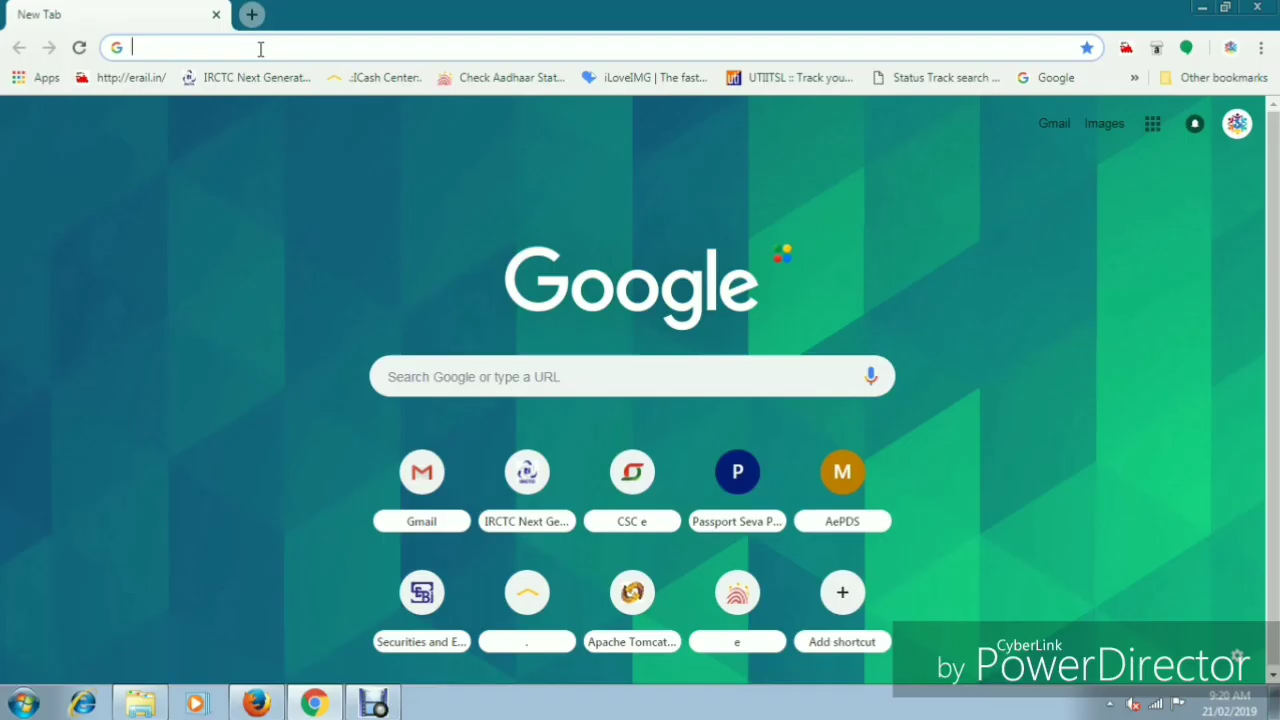 New Tab
Apps http://erail.in/ IRCTC Next Generat... .:ICash Center:. Check Aadhaar Stat... iLoveIMG | The fast... UTIITSL :: Track you... Status Track search ... Google » Other bookmarks
Gmail Images
Google
Search Google or type a URL
P M
Gmail IRCTC Next Ge... CSC e Passport Seva P... AePDS
SEBI
Securities and E... . Apache Tomcat... e Add shortcut
CyberLink
by PowerDirector
9:20 AM
21/02/2019